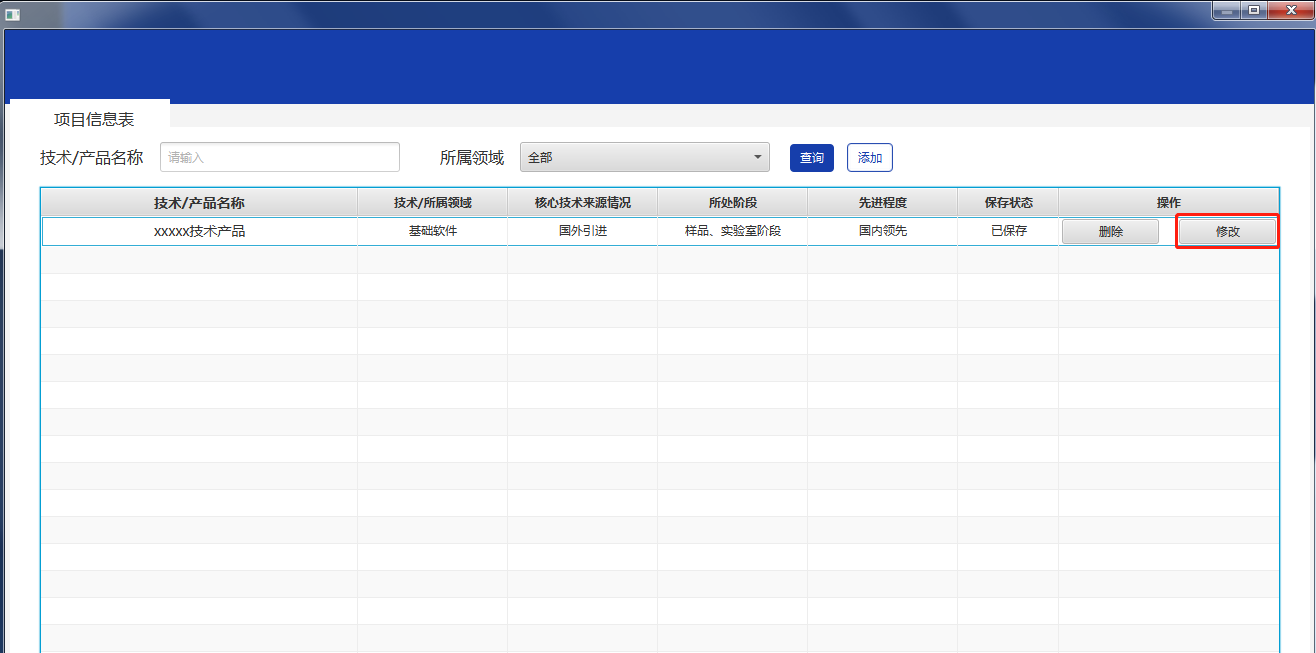 项目信息表
技术/产品名称 请输入 所属领域 全部 查询 添加
技术/产品名称 技术/所属领域 核心技术来源情况 所处阶段 先进程度 保存状态 操作
xxxxx技术产品 基础软件 国外引进 样品、实验室阶段 国内领先 已保存 删除 修改